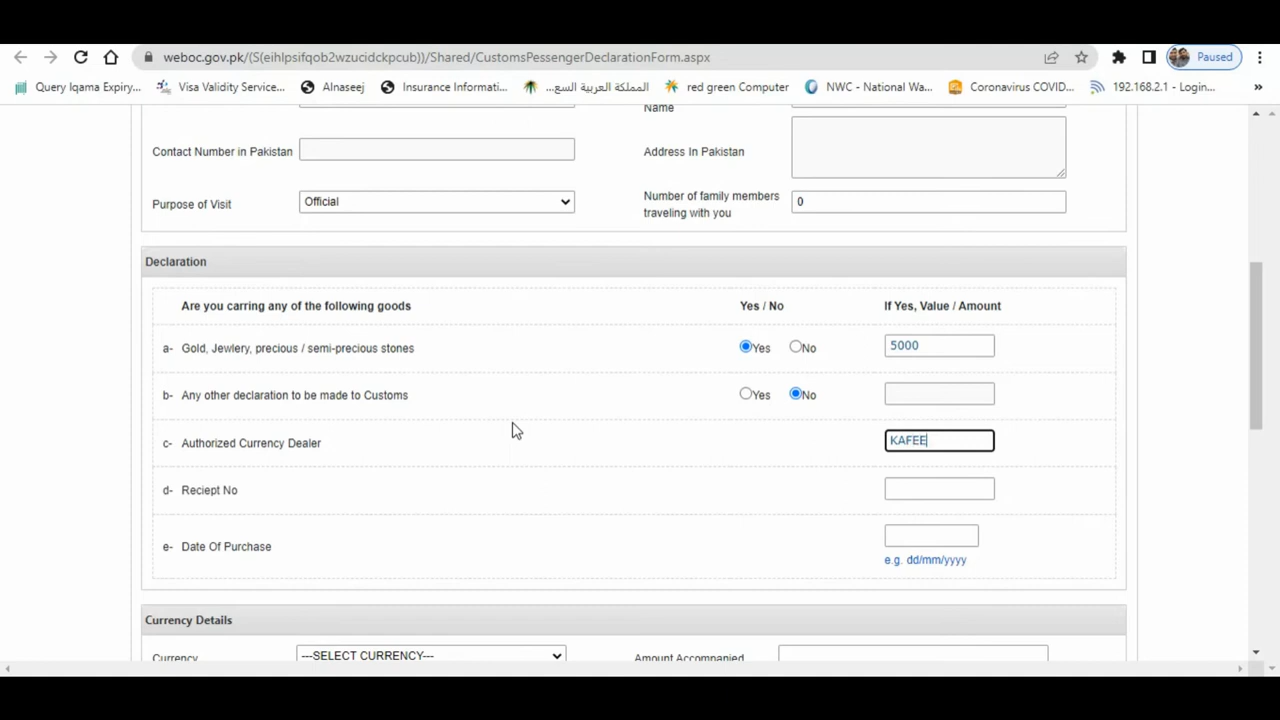 weboc.gov.pk/(S(eihlpsifqob2wzucidckpcub))/Shared/CustomsPessengerDeclarationForm.aspx
Paused
Query Iqama Expiry... Visa Validity Service... Alnaseej Insurance Informati... المملكة العربية السع... red green Computer NWC - National Wa... Coronavirus COVID... 192.168.2.1 - Login... »
Name
Contact Number in Pakistan
Address In Pakistan
Purpose of Visit Official
Number of family members
traveling with you
0
Declaration
Are you carring any of the following goods Yes / No If Yes, Value / Amount
a- Gold, Jewlery, precious / semi-precious stones Yes No 5000
b- Any other declaration to be made to Customs Yes No
c- Authorized Currency Dealer KAFEE
d- Reciept No
e- Date Of Purchase
e.g. dd/mm/yyyy
Currency Details
Currency ---SELECT CURRENCY--- Amount Accompanied